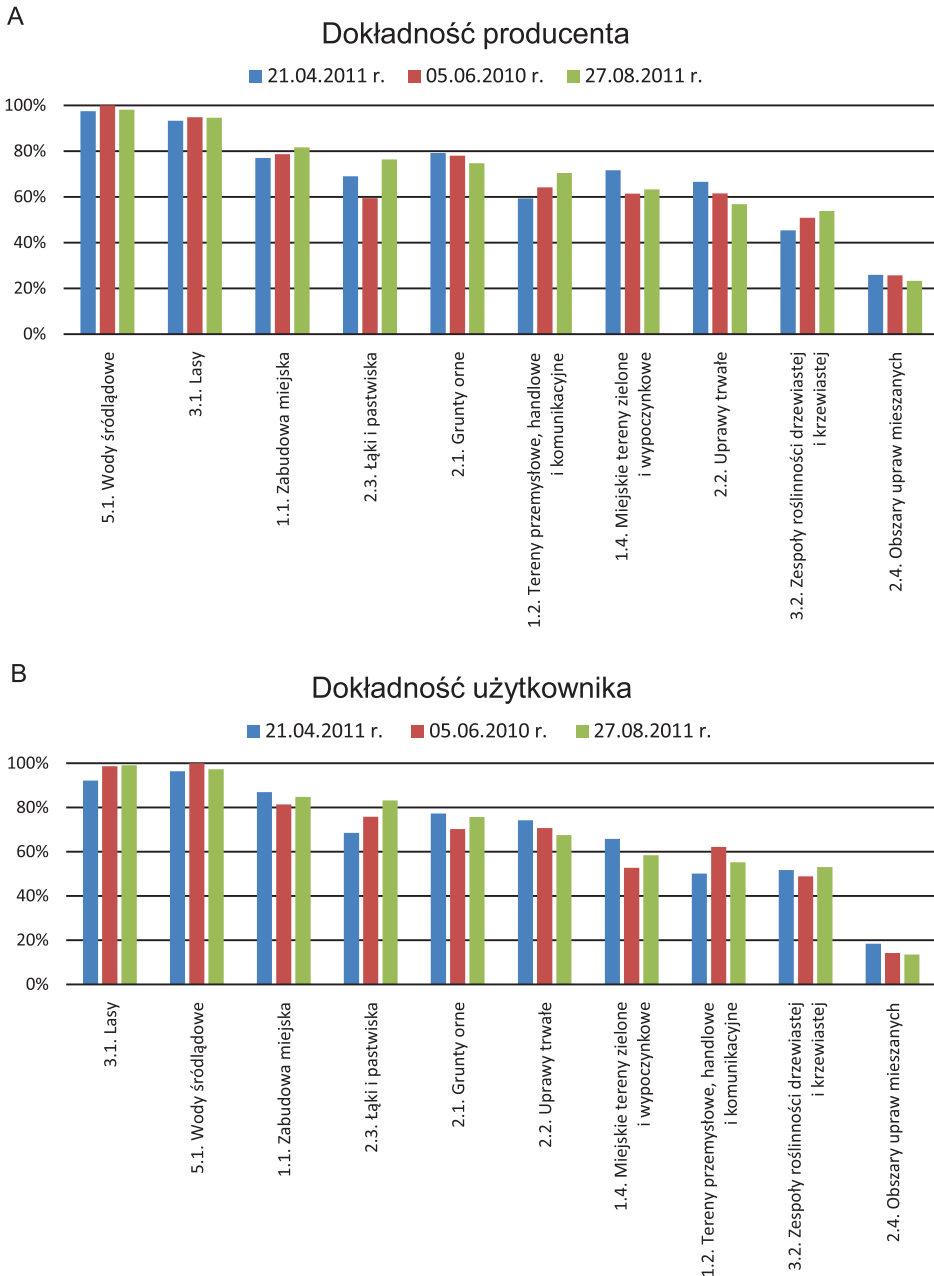 A
Dokładność producenta
21.04.2011 r. 05.06.2010 r. 27.08.2011 r.
100%
80%
60%
40%
20%
0%
5.1. Wody śródlądowe
3.1. Lasy
1.1. Zabudowa miejska
2.3. Łąki i pastwiska
2.1. Grunty orne
1.2. Tereny przemysłowe, handlowe
i komunikacyjne
1.4. Miejskie tereny zielone
i wypoczynkowe
2.2. Uprawy trwałe
3.2. Zespoły roślinności drzewiastej
i krzewiastej
2.4. Obszary upraw mieszanych
B
Dokładność użytkownika
21.04.2011 r. 05.06.2010 r. 27.08.2011 r.
100%
80%
60%
40%
20%
0%
3.1. Lasy
5.1. Wody śródlądowe
1.1. Zabudowa miejska
2.3. Łąki i pastwiska
2.1. Grunty orne
2.2. Uprawy trwałe
1.4. Miejskie tereny zielone
i wypoczynkowe
1.2. Tereny przemysłowe, handlowe
i komunikacyjne
3.2. Zespoły roślinności drzewiastej
i krzewiastej
2.4. Obszary upraw mieszanych